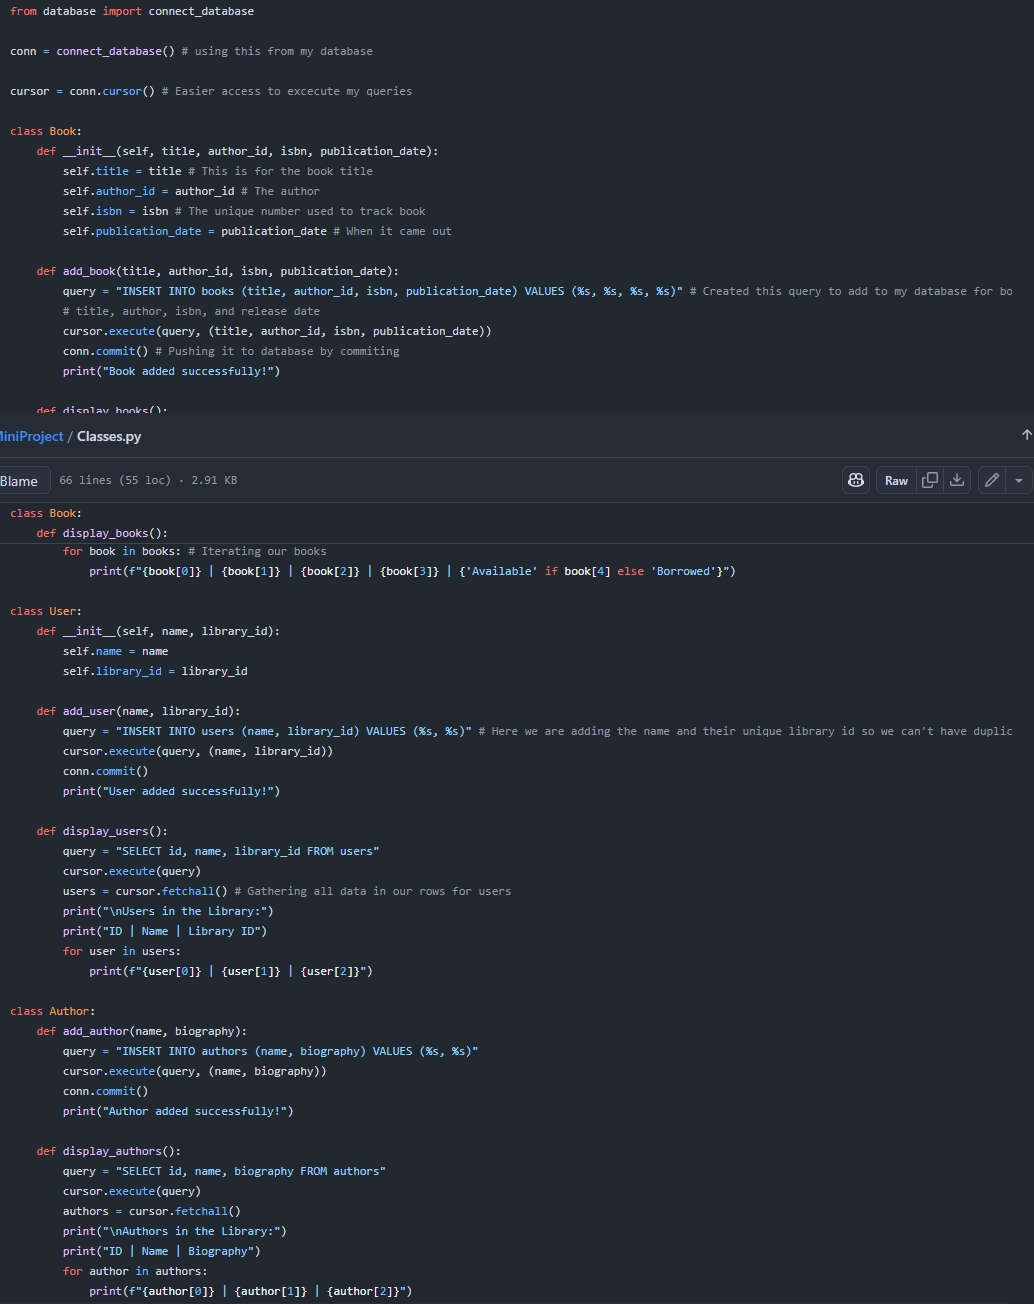 from database import connect_database
conn = connect_database() # using this from my database
cursor = conn.cursor() # Easier access to excecute my queries
class Book:
    def __init__(self, title, author_id, isbn, publication_date):
        self.title = title # This is for the book title
        self.author_id = author_id # The author
        self.isbn = isbn # The unique number used to track book
        self.publication_date = publication_date # When it came out
    def add_book(title, author_id, isbn, publication_date):
        query = "INSERT INTO books (title, author_id, isbn, publication_date) VALUES (%s, %s, %s, %s)" # Created this query to add to my database for bo
        # title, author, isbn, and release date
        cursor.execute(query, (title, author_id, isbn, publication_date))
        conn.commit() # Pushing it to database by commiting
        print("Book added successfully!")
    def display_books():
MiniProject / Classes.py
Blame 66 lines (55 loc) · 2.91 KB Raw
class Book:
    def display_books():
        for book in books: # Iterating our books
            print(f"{book[0]} | {book[1]} | {book[2]} | {book[3]} | {'Available' if book[4] else 'Borrowed'}")
class User:
    def __init__(self, name, library_id):
        self.name = name
        self.library_id = library_id
    def add_user(name, library_id):
        query = "INSERT INTO users (name, library_id) VALUES (%s, %s)" # Here we are adding the name and their unique library id so we can't have duplic
        cursor.execute(query, (name, library_id))
        conn.commit()
        print("User added successfully!")
    def display_users():
        query = "SELECT id, name, library_id FROM users"
        cursor.execute(query)
        users = cursor.fetchall() # Gathering all data in our rows for users
        print("\nUsers in the Library:")
        print("ID | Name | Library ID")
        for user in users:
            print(f"{user[0]} | {user[1]} | {user[2]}")
class Author:
    def add_author(name, biography):
        query = "INSERT INTO authors (name, biography) VALUES (%s, %s)"
        cursor.execute(query, (name, biography))
        conn.commit()
        print("Author added successfully!")
    def display_authors():
        query = "SELECT id, name, biography FROM authors"
        cursor.execute(query)
        authors = cursor.fetchall()
        print("\nAuthors in the Library:")
        print("ID | Name | Biography")
        for author in authors:
            print(f"{author[0]} | {author[1]} | {author[2]}")